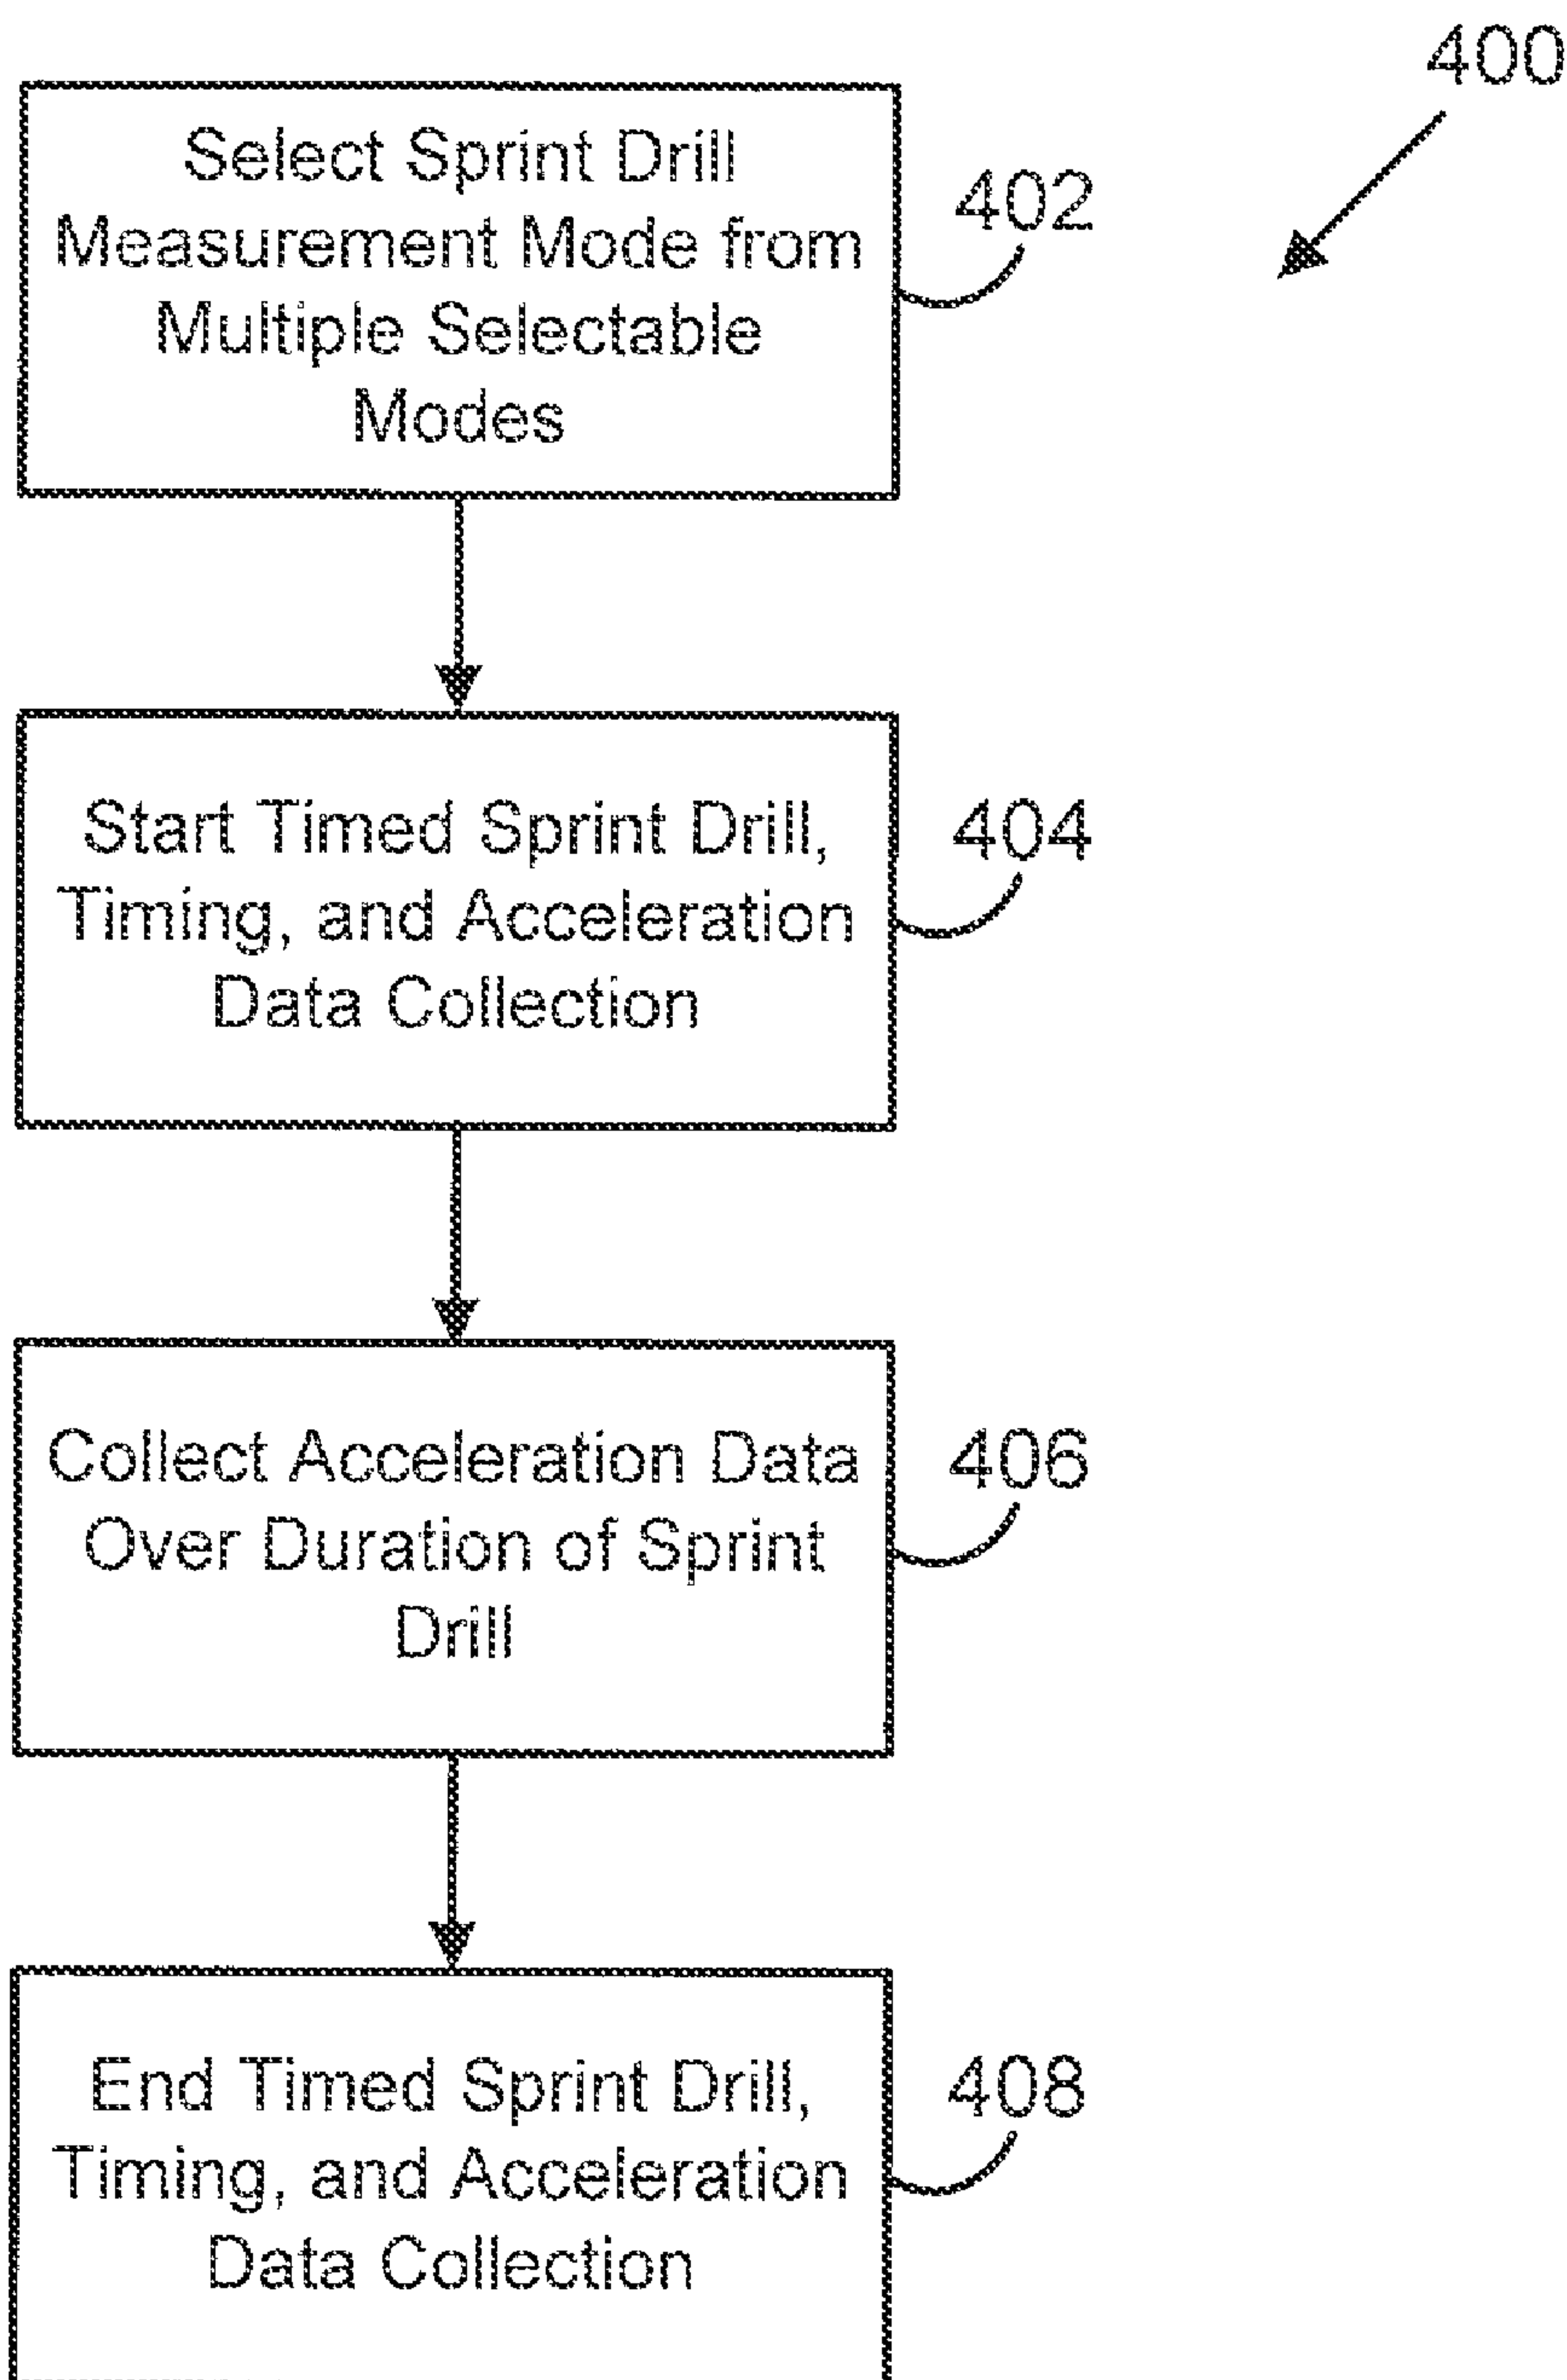 400
Select Sprint Drill
Measurement Mode from
Multiple Selectable
Modes
402
Start Timed Sprint Drill,
Timing, and Acceleration
Data Collection
404
Collect Acceleration Data
Over Duration of Sprint
Drill
406
End Timed Sprint Drill,
Timing, and Acceleration
Data Collection
408